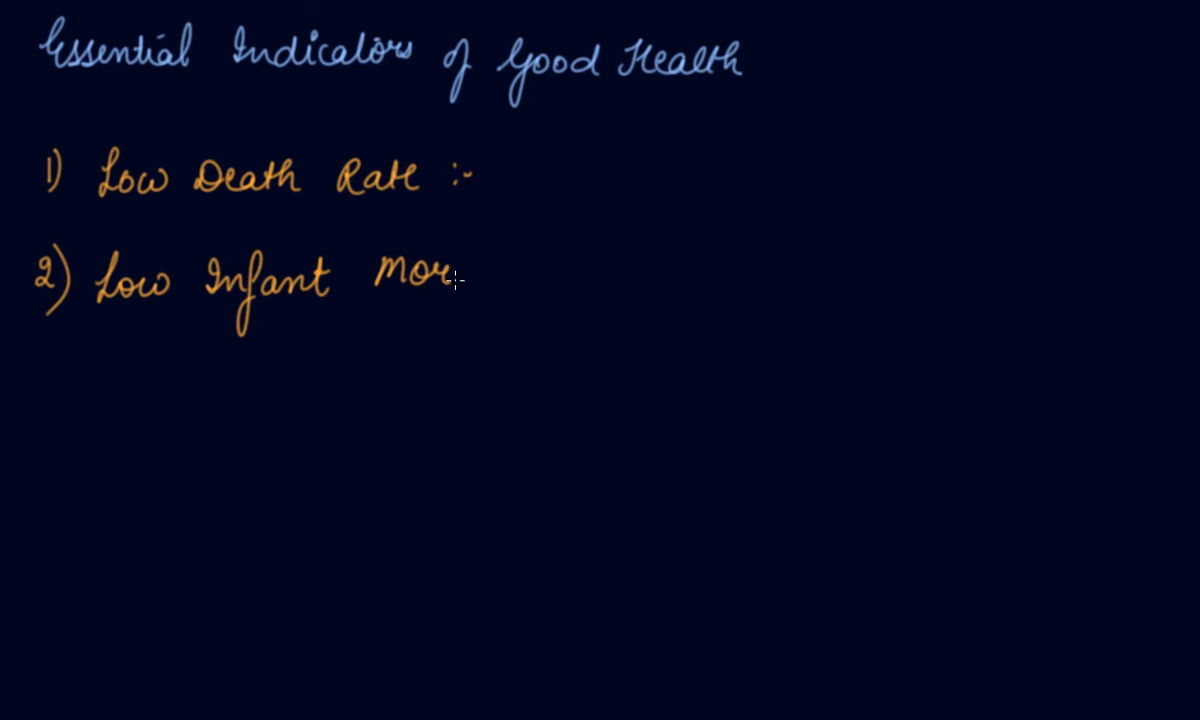 Essential Indicators of Good Health
1) Low Death Rate :-
2) Low Infant Mor